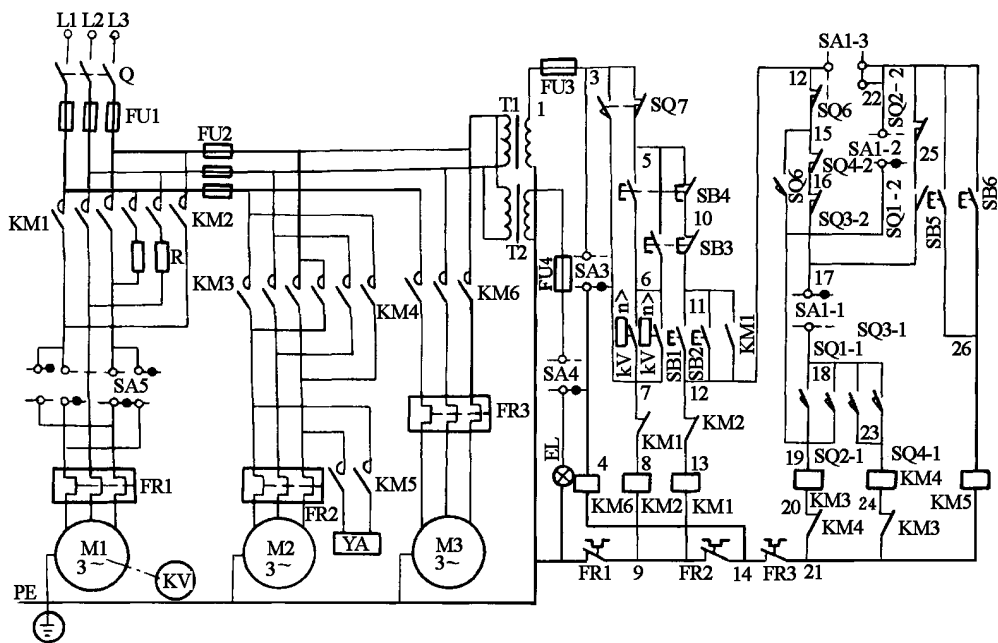 L1 L2 L3
Q
FU1
FU2
T1
1
FU3
3
SQ7
SA1-3
12
SQ6
22
SQ2-2
15
SA1-2
25
5
SQ6
SQ4-2
16
SQ1-2
SB5
SB6
KM1
KM2
SB4
SQ3-2
R
10
T2
SB3
FU4
SA3
17
KM3
KM4
KM6
6
11
SA1-1
n>
n>
SQ3-1
kV
kV
SB1
SB2
KM1
SQ1-1
26
SA5
SA4
18
7
12
FR3
KM1
KM2
23
EL
19
SQ2-1
SQ4-1
FR1
FR2
KM5
4
8
13
KM4
KM6
KM2
KM1
KM3
KM5
20
24
KM4
KM3
YA
M1
3~
M2
3~
M3
3~
KV
FR1
9
FR2
14
FR3
21
PE